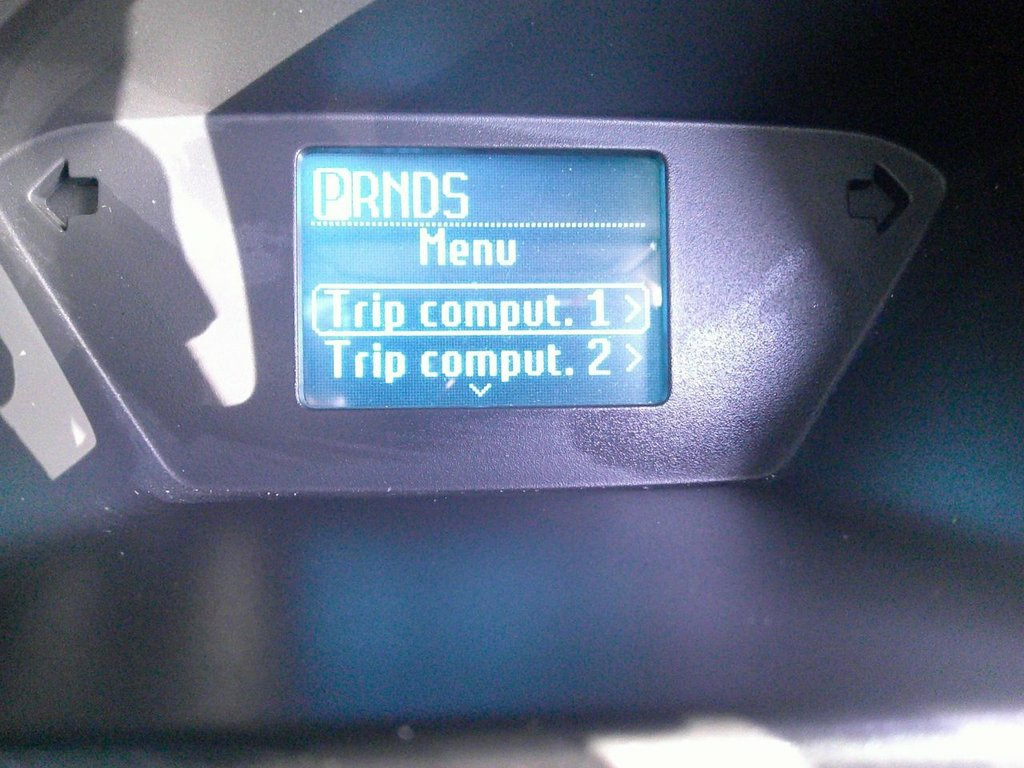 PRNDS
Menu
Trip comput. 1 >
Trip comput. 2 >